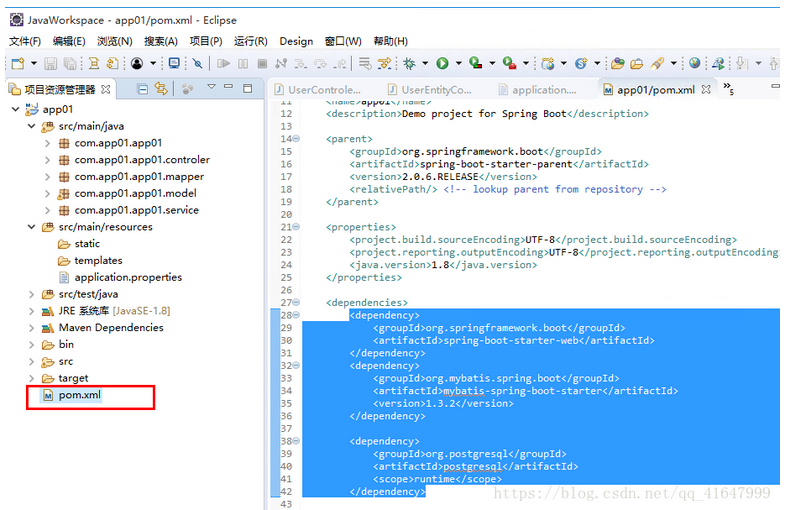 JavaWorkspace - app01/pom.xml - Eclipse
文件(F) 编辑(E) 浏览(N) 搜索(A) 项目(P) 运行(R) Design 窗口(W) 帮助(H)
项目资源管理器
UserControle...
UserEntityCo...
application....
app01/pom.xml
5
app01
src/main/java
com.app01.app01
com.app01.app01.controler
com.app01.app01.mapper
com.app01.app01.model
com.app01.app01.service
src/main/resources
static
templates
application.properties
src/test/java
JRE 系统库 [JavaSE-1.8]
Maven Dependencies
bin
src
target
pom.xml
11 <name>app01</name>
12 <description>Demo project for Spring Boot</description>
13
14 <parent>
15 <groupId>org.springframework.boot</groupId>
16 <artifactId>spring-boot-starter-parent</artifactId>
17 <version>2.0.6.RELEASE</version>
18 <relativePath/> <!-- lookup parent from repository -->
19 </parent>
20
21 <properties>
22 <project.build.sourceEncoding>UTF-8</project.build.sourceEncoding>
23 <project.reporting.outputEncoding>UTF-8</project.reporting.outputEncoding
24 <java.version>1.8</java.version>
25 </properties>
26
27 <dependencies>
28 <dependency>
29 <groupId>org.springframework.boot</groupId>
30 <artifactId>spring-boot-starter-web</artifactId>
31 </dependency>
32 <dependency>
33 <groupId>org.mybatis.spring.boot</groupId>
34 <artifactId>mybatis-spring-boot-starter</artifactId>
35 <version>1.3.2</version>
36 </dependency>
37
38 <dependency>
39 <groupId>org.postgresql</groupId>
40 <artifactId>postgresql</artifactId>
41 <scope>runtime</scope>
42 </dependency>
43
https://blog.csdn.net/qq_41647999